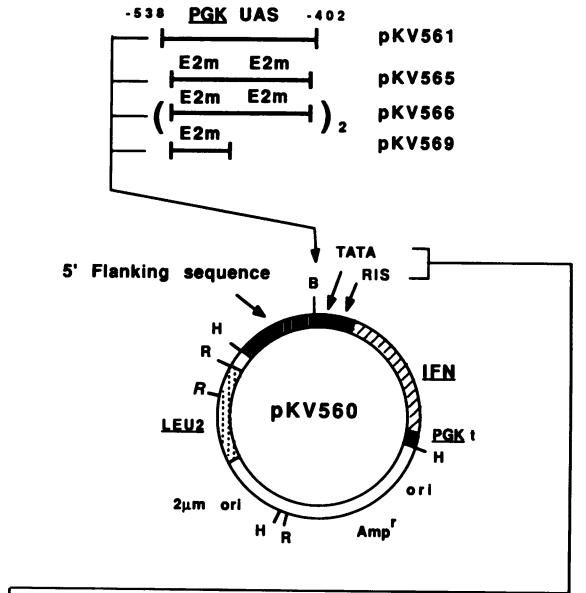 -538 PGK UAS -402
pKV561
E2m E2m
pKV565
E2m E2m
( )2 pKV566
E2m
pKV569
TATA
5' Flanking sequence B RIS
H
R
IFN
R
pKV560
LEU2
PGK t
H
ori
2μm ori
H
R
Ampr